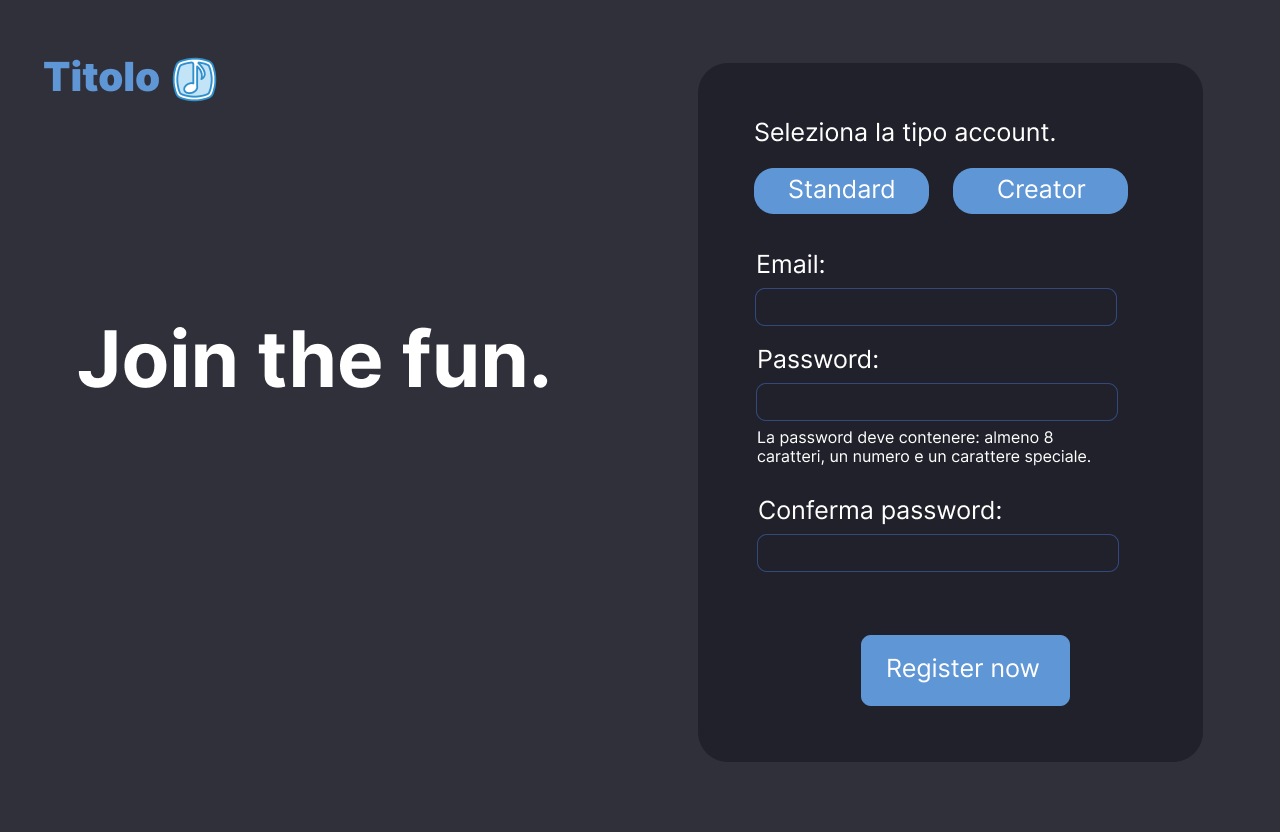 Titolo
Join the fun.
Seleziona la tipo account.
Standard
Creator
Email:
Password:
La password deve contenere: almeno 8
caratteri, un numero e un carattere speciale.
Conferma password:
Register now